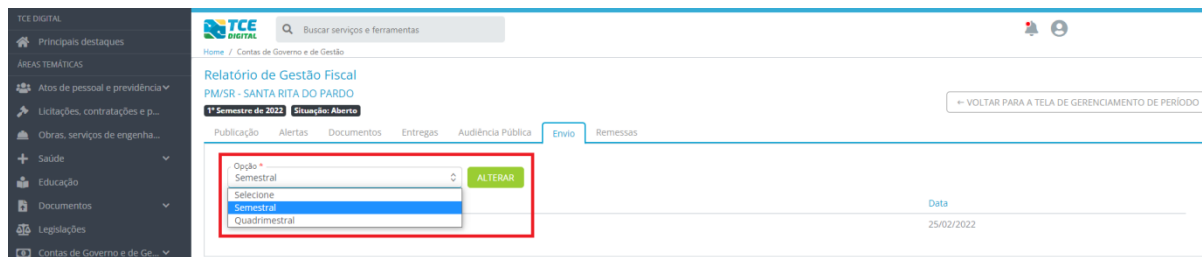 TCE DIGITAL
Principais destaques
ÁREAS TEMÁTICAS
Atos de pessoal e previdência
Licitações, contratações e p...
Obras, serviços de engenha...
Saúde
Educação
Documentos
Legislações
Contas de Governo e de Ge...
TCE
DIGITAL
Buscar serviços e ferramentas
Home / Contas de Governo e de Gestão
Relatório de Gestão Fiscal
PM/SR - SANTA RITA DO PARDO
1º Semestre de 2022 Situação: Aberto
← VOLTAR PARA A TELA DE GERENCIAMENTO DE PERÍODO
Publicação Alertas Documentos Entregas Audiência Pública Envio Remessas
Opção *
Semestral ALTERAR
Selecione
Semestral
Quadrimestral
Data
25/02/2022